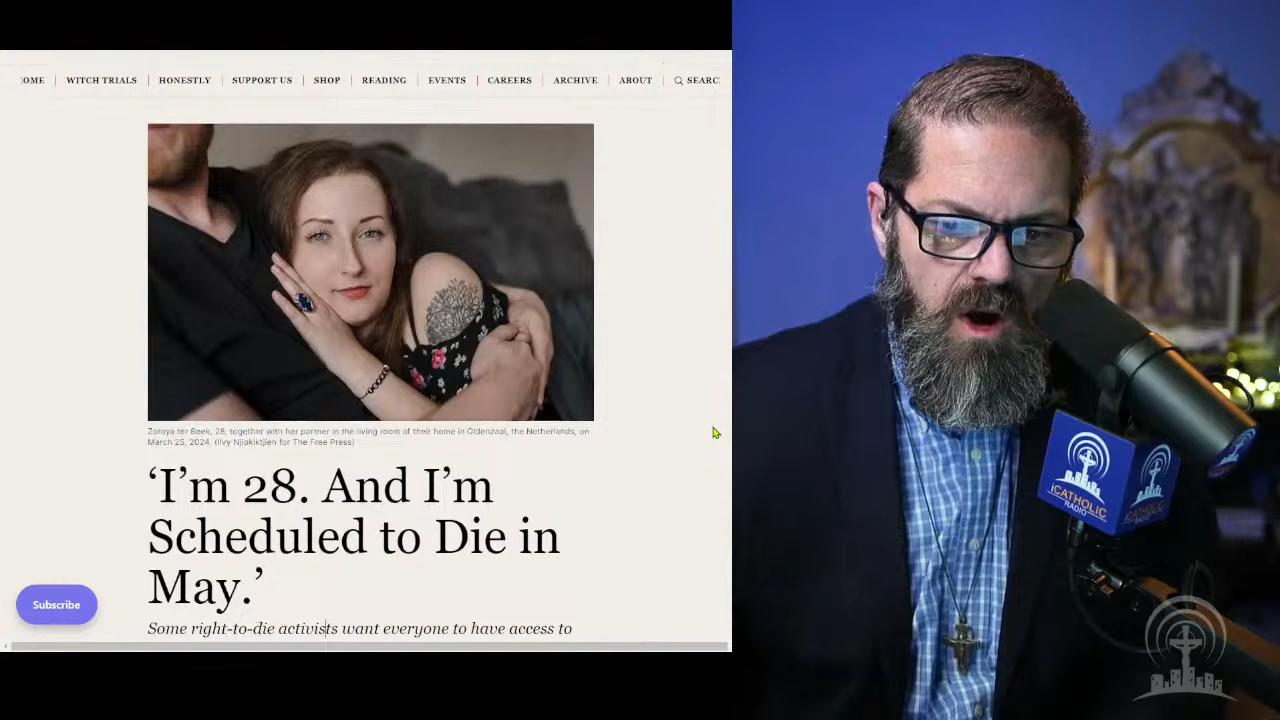 OME WITCH TRIALS HONESTLY SUPPORT US SHOP READING EVENTS CAREERS ARCHIVE ABOUT SEARC
Zoraya ter Beek, 28, together with her partner in the living room of their home in Oldenzaal, the Netherlands, on
March 25, 2024. (Ilvy Njiokiktjien for The Free Press)
‘I’m 28. And I’m
Scheduled to Die in
May.’
Subscribe
Some right-to-die activists want everyone to have access to
iCATHOLIC
RADIO
iCATHOLIC
RADIO